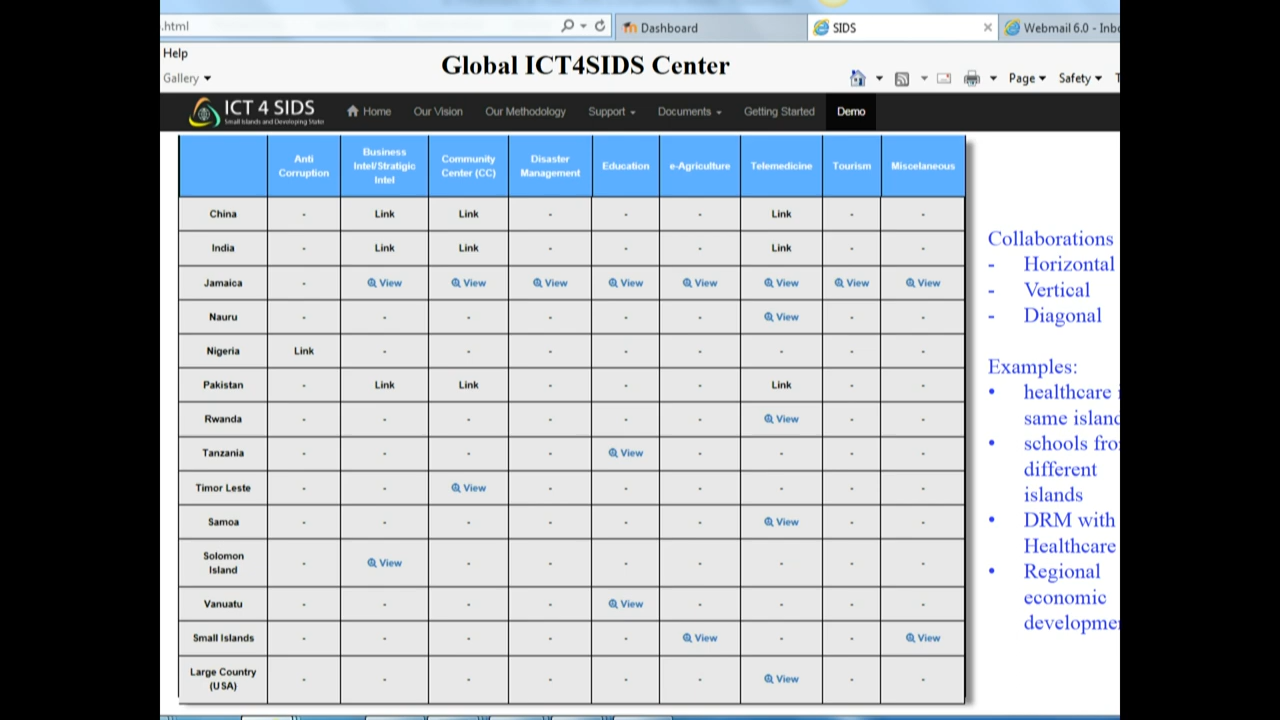 .html
Dashboard
SIDS
Webmail 6.0 -
Help
Gallery
Global ICT4SIDS Center
Page
Safety
ICT 4 SIDS
Small Islands and Developing State
Home Our Vision Our Methodology Support Documents Getting Started Demo
Anti Corruption Business Intel/Stratigic Intel Community Center (CC) Disaster Management Education e-Agriculture Telemedicine Tourism Miscelaneous
China - Link Link - - - Link - -
India - Link Link - - - Link - -
Jamaica - View View View View View View View View
Nauru - - - - - - View - -
Nigeria Link - - - - - - - -
Pakistan - Link Link - - - Link - -
Rwanda - - - - - - View - -
Tanzania - - - - View - - - -
Timor Leste - - View - - - - - -
Samoa - - - - - - View - -
Solomon Island - View - - - - - - -
Vanuatu - - - - View - - - -
Small Islands - - - - - View - - View
Large Country (USA) - - - - - - View - -
Collaborations
- Horizontal
- Vertical
- Diagonal
Examples:
• healthcare
same island
• schools
different
islands
• DRM with
Healthcare
• Regional
economic